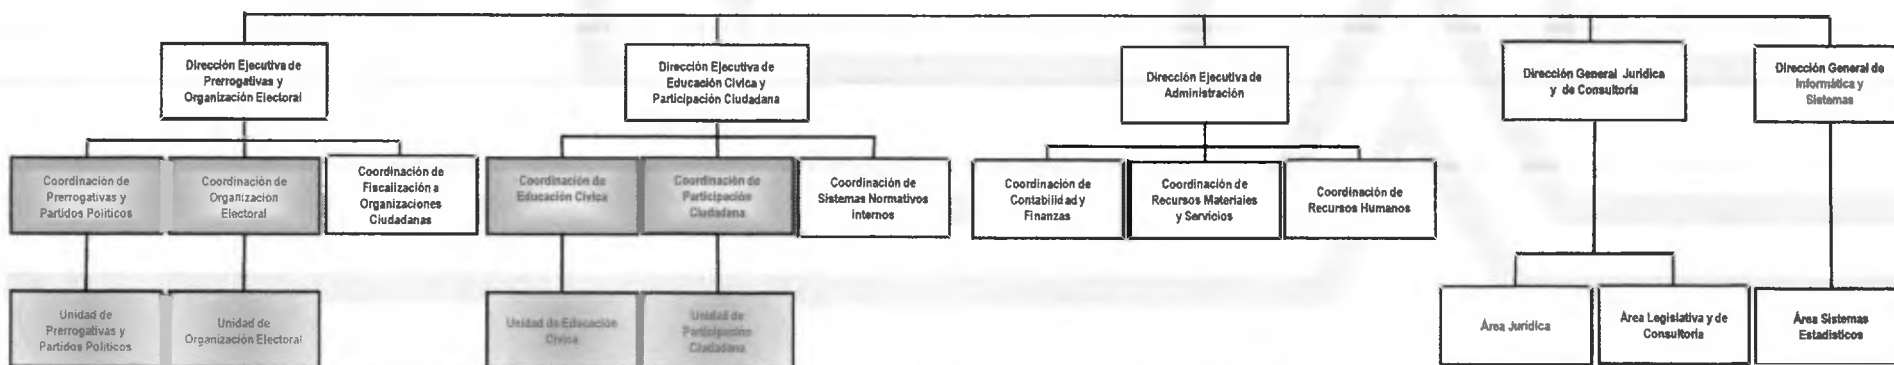 Dirección Ejecutiva de
Prerrogativas y
Organización Electoral
Dirección Ejecutiva de
Educación Cívica y
Participación Ciudadana
Dirección Ejecutiva de
Administración
Dirección General Jurídica
y de Consultoría
Dirección General de
Informática y
Sistemas
Coordinación de
Prerrogativas y
Partidos Políticos
Coordinación de
Organización
Electoral
Coordinación de
Fiscalización a
Organizaciones
Ciudadanas
Coordinación de
Educación Cívica
Coordinación de
Participación
Ciudadana
Coordinación de
Sistemas Normativos
internos
Coordinación de
Contabilidad y
Finanzas
Coordinación de
Recursos Materiales
y Servicios
Coordinación de
Recursos Humanos
Unidad de
Prerrogativas y
Partidos Políticos
Unidad de
Organización Electoral
Unidad de Educación
Cívica
Unidad de
Participación
Ciudadana
Área Jurídica
Área Legislativa y de
Consultoría
Área Sistemas
Estadísticos